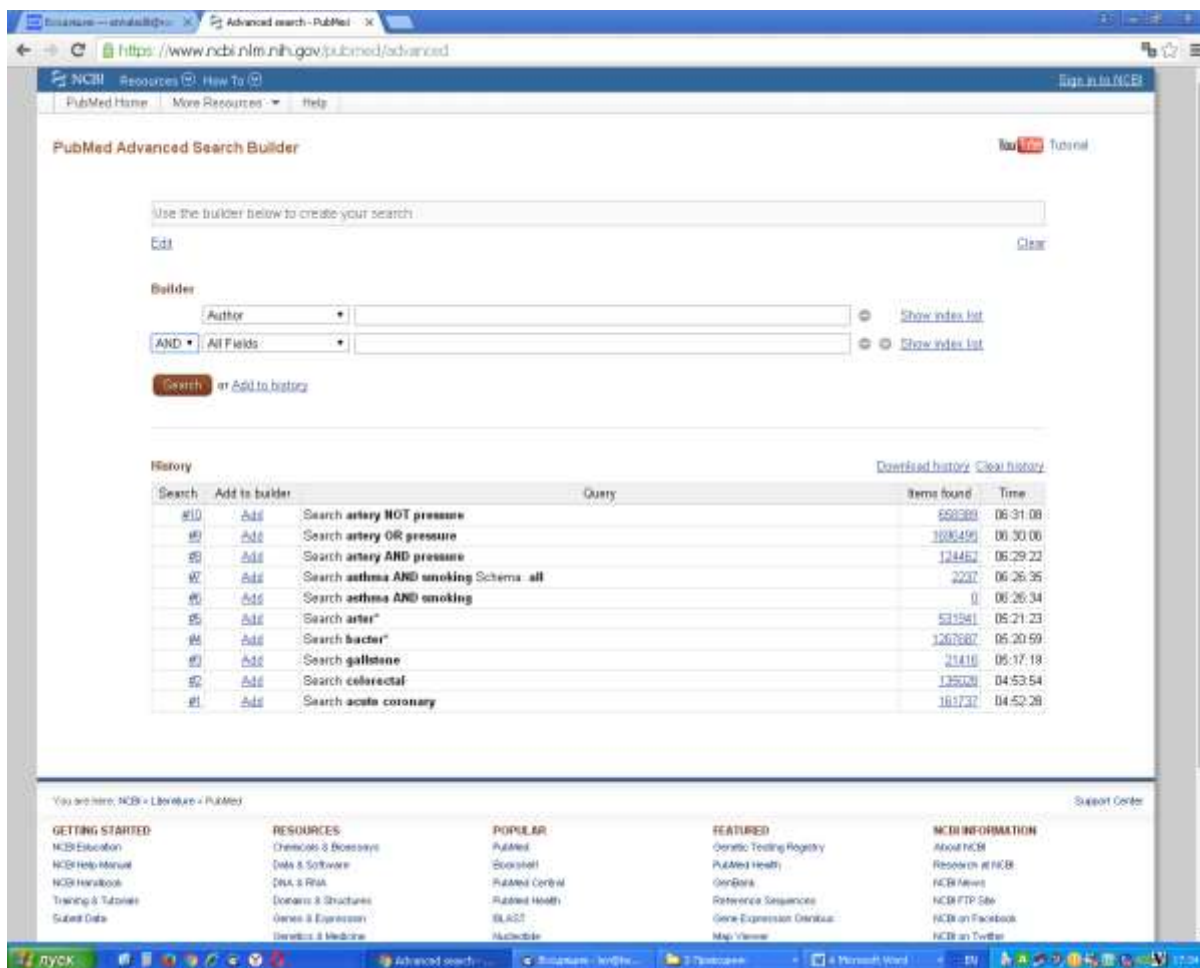 Advanced search - PubMed
https://www.ncbi.nlm.nih.gov/pubmed/advanced
NCBI Resources How To Sign in to NCBI
PubMed Home More Resources Help
PubMed Advanced Search Builder
YouTube Tutorial
Use the builder below to create your search
Edit Clear
Builder
Author Show index list
AND All Fields Show index list
Search or Add to history
History
Download history Clear history
Search Add to builder Query Items found Time
#10 Add Search artery NOT pressure 06:31:08
#9 Add Search artery OR pressure 06:30:06
#8 Add Search artery AND pressure 124462 06:29:22
#7 Add Search asthma AND smoking Schema: all 2237 06:26:35
#6 Add Search asthma AND smoking 0 06:26:34
#5 Add Search arter* 531941 05:21:23
#4 Add Search bacter* 05:20:59
#3 Add Search gallstone 21416 05:17:19
#2 Add Search colorectal 04:53:54
#1 Add Search acute coronary 161737 04:52:28
You are here: NCBI > Literature > PubMed Support Center
GETTING STARTED RESOURCES POPULAR FEATURED NCBI INFORMATION
NCBI Education Chemicals & Bioassays PubMed Genetic Testing Registry About NCBI
NCBI Help Manual Data & Software Bookshelf PubMed Health Research at NCBI
NCBI Handbook DNA & RNA PubMed Central GenBank NCBI News
Training & Tutorials Domains & Structures PubMed Health Reference Sequences NCBI FTP Site
Submit Data Genes & Expression BLAST Gene Expression Omnibus NCBI on Facebook
Genetics & Medicine Nucleotide Map Viewer NCBI on Twitter
пуск Advanced search - ... Microsoft Word EN